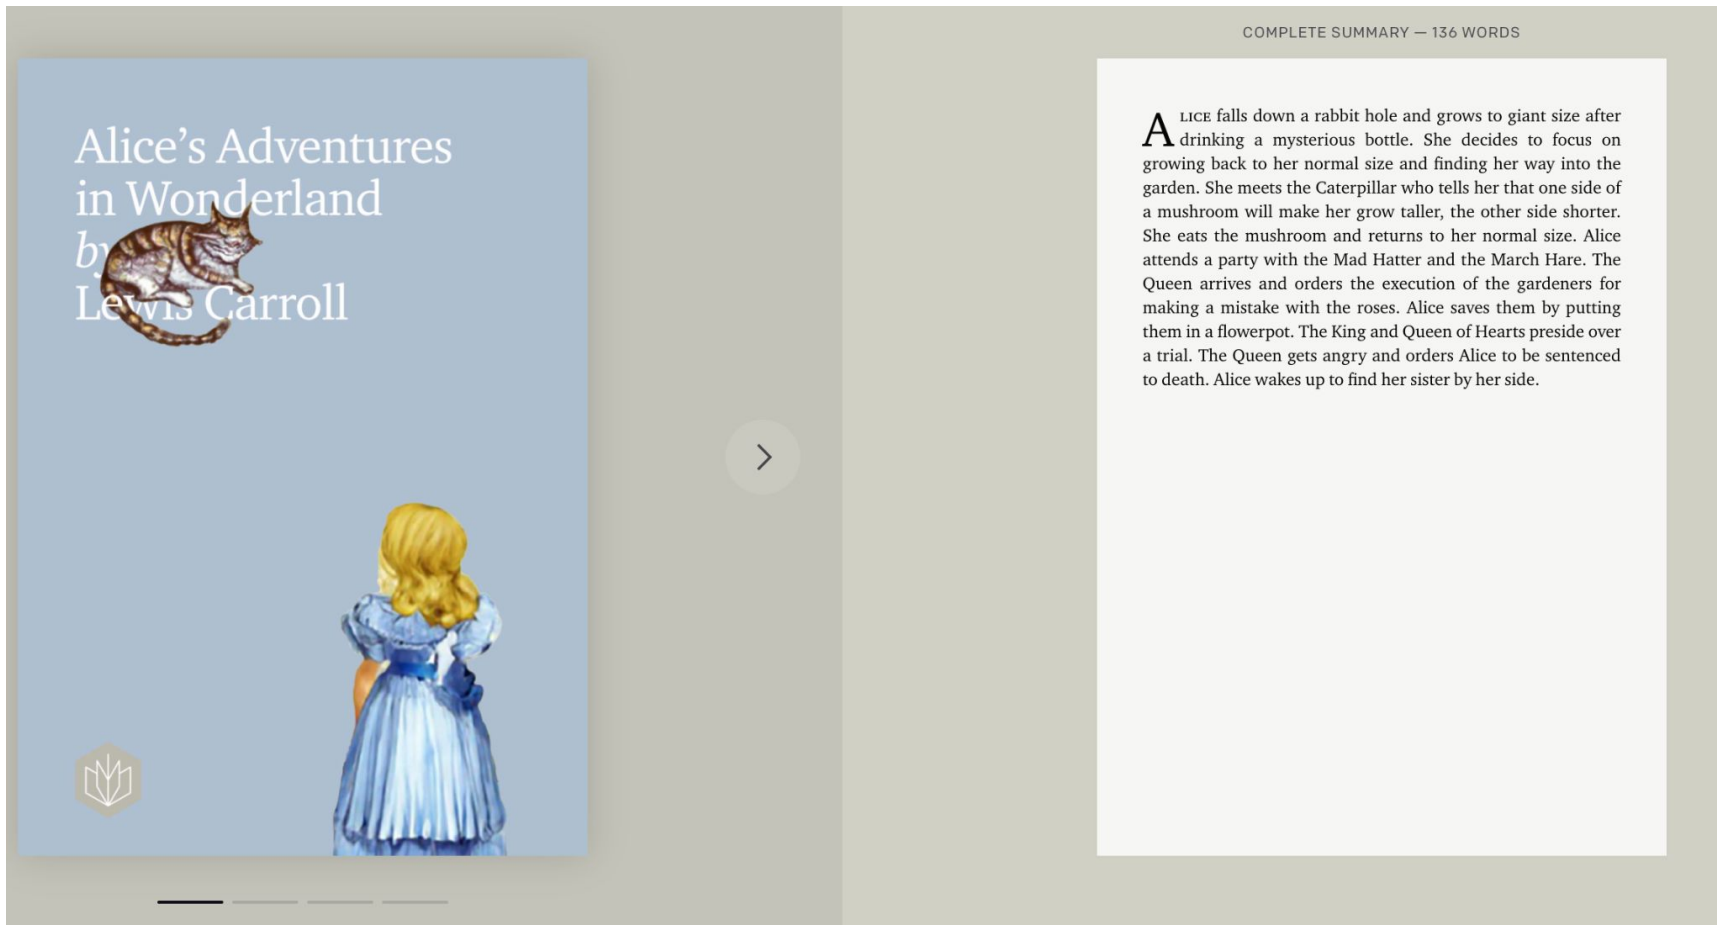 Alice’s Adventures
in Wonderland
by
Lewis Carroll
COMPLETE SUMMARY — 136 WORDS
ALICE falls down a rabbit hole and grows to giant size after
drinking a mysterious bottle. She decides to focus on
growing back to her normal size and finding her way into the
garden. She meets the Caterpillar who tells her that one side of
a mushroom will make her grow taller, the other side shorter.
She eats the mushroom and returns to her normal size. Alice
attends a party with the Mad Hatter and the March Hare. The
Queen arrives and orders the execution of the gardeners for
making a mistake with the roses. Alice saves them by putting
them in a flowerpot. The King and Queen of Hearts preside over
a trial. The Queen gets angry and orders Alice to be sentenced
to death. Alice wakes up to find her sister by her side.